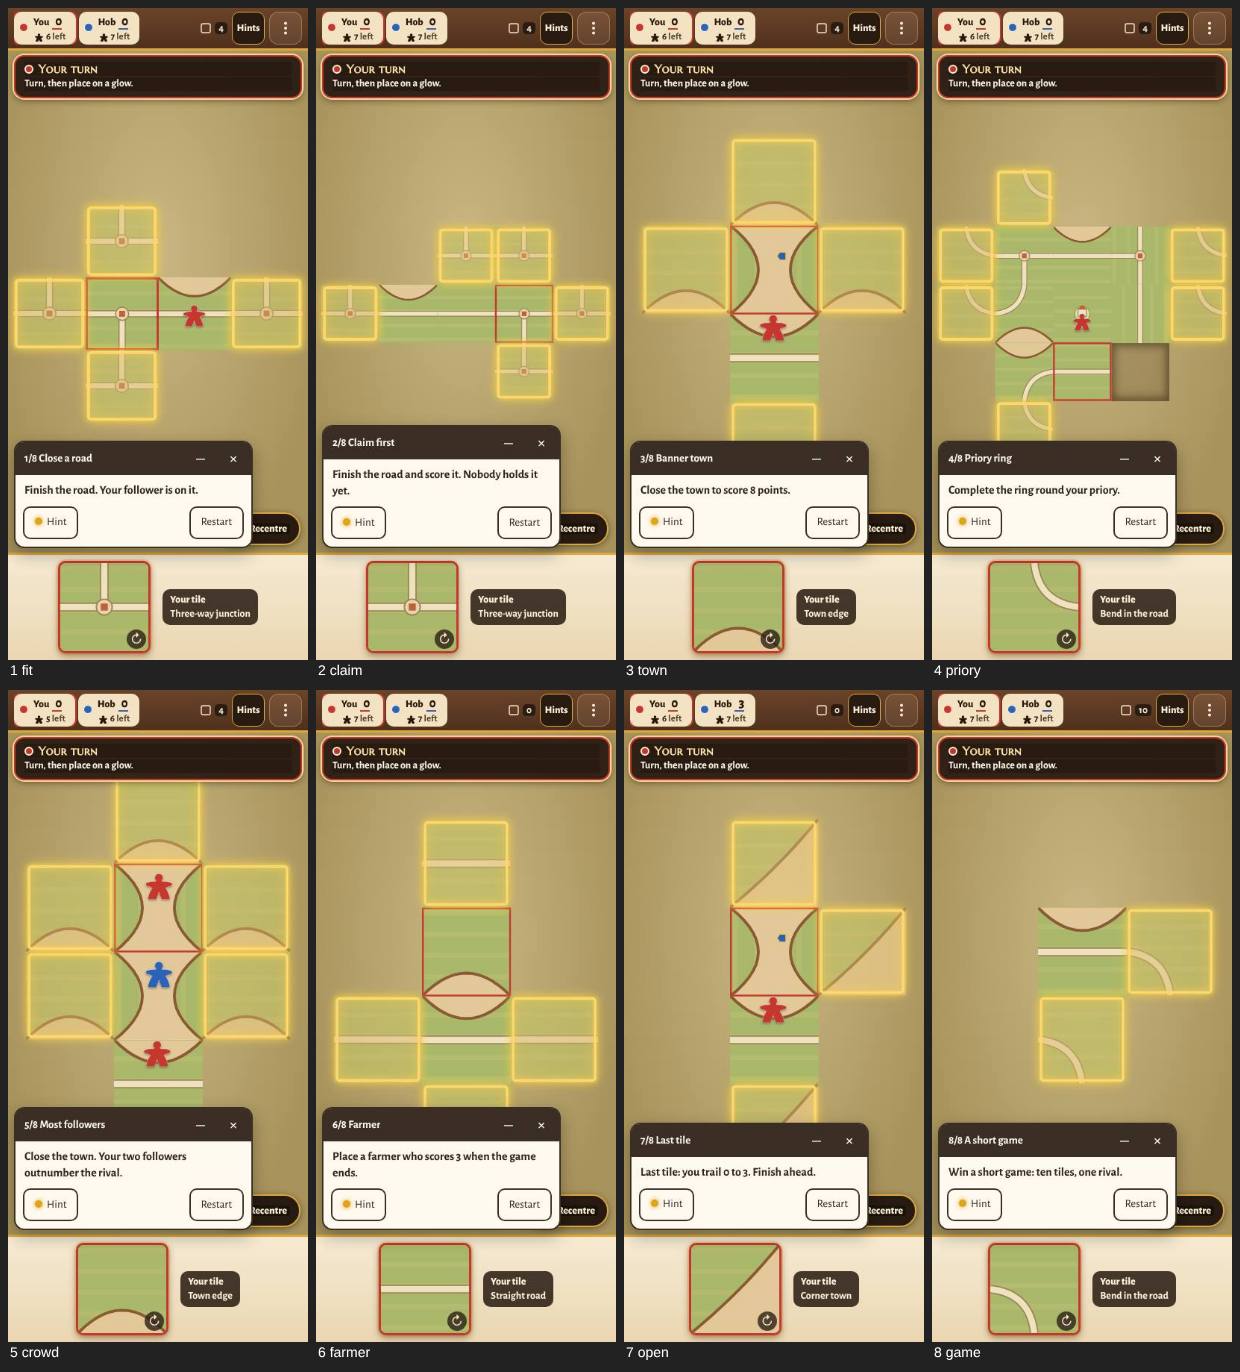 You 0
6 left
Hob 0
7 left
4
Hints
YOUR TURN
Turn, then place on a glow.
1/8 Close a road
Finish the road. Your follower is on it.
Hint
Restart
Recentre
Your tile
Three-way junction
1 fit
You 0
7 left
Hob 0
7 left
4
Hints
YOUR TURN
Turn, then place on a glow.
2/8 Claim first
Finish the road and score it. Nobody holds it
yet.
Hint
Restart
Recentre
Your tile
Three-way junction
2 claim
You 0
6 left
Hob 0
7 left
4
Hints
YOUR TURN
Turn, then place on a glow.
3/8 Banner town
Close the town to score 8 points.
Hint
Restart
Recentre
Your tile
Town edge
3 town
You 0
6 left
Hob 0
7 left
4
Hints
YOUR TURN
Turn, then place on a glow.
4/8 Priory ring
Complete the ring round your priory.
Hint
Restart
Recentre
Your tile
Bend in the road
4 priory
You 0
5 left
Hob 0
6 left
4
Hints
YOUR TURN
Turn, then place on a glow.
5/8 Most followers
Close the town. Your two followers
outnumber the rival.
Hint
Restart
Recentre
Your tile
Town edge
5 crowd
You 0
7 left
Hob 0
7 left
0
Hints
YOUR TURN
Turn, then place on a glow.
6/8 Farmer
Place a farmer who scores 3 when the game
ends.
Hint
Restart
Recentre
Your tile
Straight road
6 farmer
You 0
6 left
Hob 3
7 left
0
Hints
YOUR TURN
Turn, then place on a glow.
7/8 Last tile
Last tile: you trail 0 to 3. Finish ahead.
Hint
Restart
Recentre
Your tile
Corner town
7 open
You 0
7 left
Hob 0
7 left
10
Hints
YOUR TURN
Turn, then place on a glow.
8/8 A short game
Win a short game: ten tiles, one rival.
Hint
Restart
Recentre
Your tile
Bend in the road
8 game